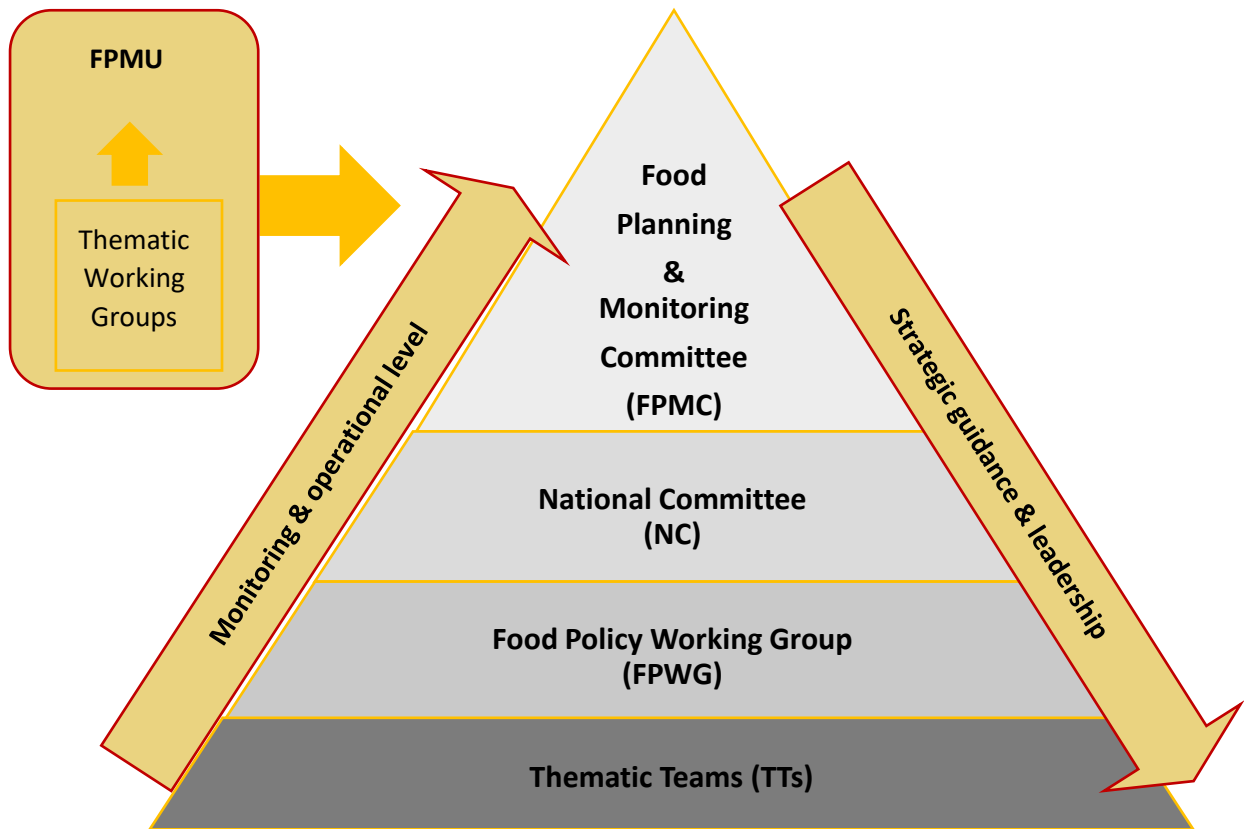 FPMU
Thematic
Working
Groups
Monitoring & operational level
Food
Planning
&
Monitoring
Committee
(FPMC)
Strategic guidance & leadership
National Committee
(NC)
Food Policy Working Group
(FPWG)
Thematic Teams (TTs)